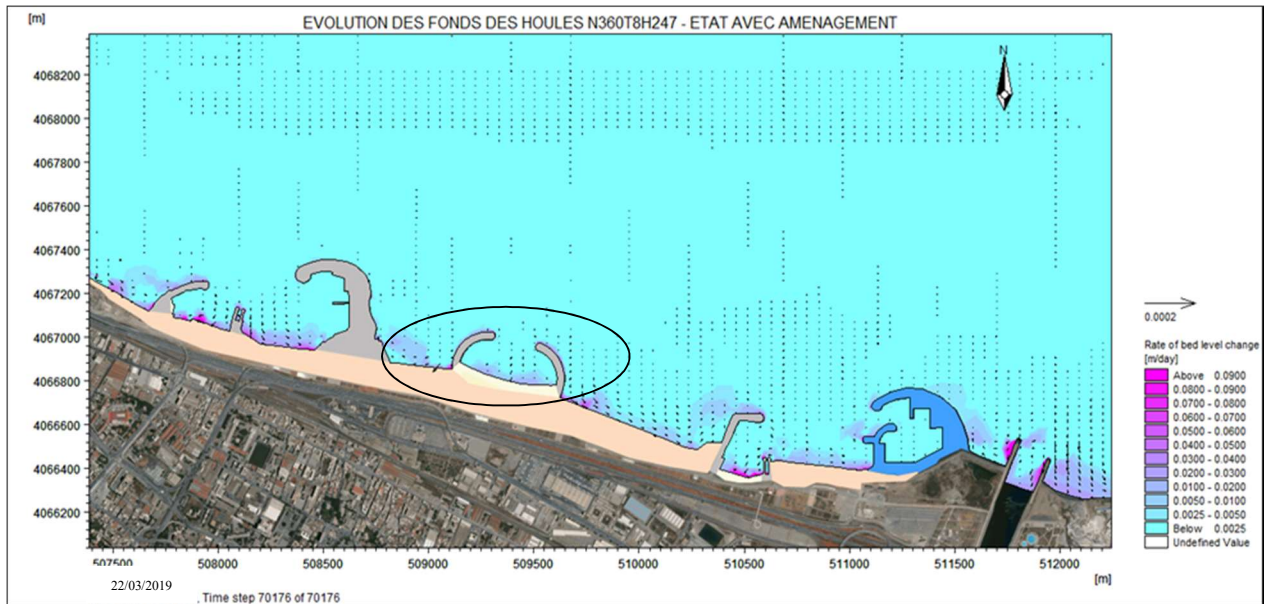 [m]
EVOLUTION DES FONDS DES HOULES N360T8H247 - ETAT AVEC AMENAGEMENT
N
4068200
4068000
4067800
4067600
4067400
4067200
4067000
4066800
4066600
4066400
4066200
507500 508000 508500 509000 509500 510000 510500 511000 511500 512000
[m]
22/03/2019
, Time step 70176 of 70176
0.0002
Rate of bed level change
[m/day]
Above 0.0900
0.0800 - 0.0900
0.0700 - 0.0800
0.0600 - 0.0700
0.0500 - 0.0600
0.0400 - 0.0500
0.0300 - 0.0400
0.0200 - 0.0300
0.0100 - 0.0200
0.0050 - 0.0100
0.0025 - 0.0050
Below 0.0025
Undefined Value